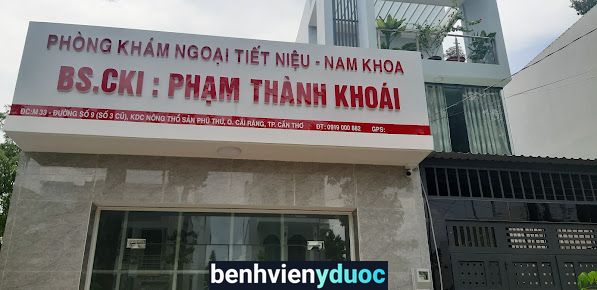 PHÒNG KHÁM NGOẠI TIẾT NIỆU - NAM KHOA
BS.CKI : PHẠM THÀNH KHOÁI
ĐC:M 33 - ĐƯỜNG SỐ 9 (SỐ 3 CŨ), KDC NÔNG THỔ SẢN PHÚ THỨ, Q. CÁI RĂNG, TP. CẦN THƠ ĐT: 0919 000 882 GPS:
benhvienyduoc